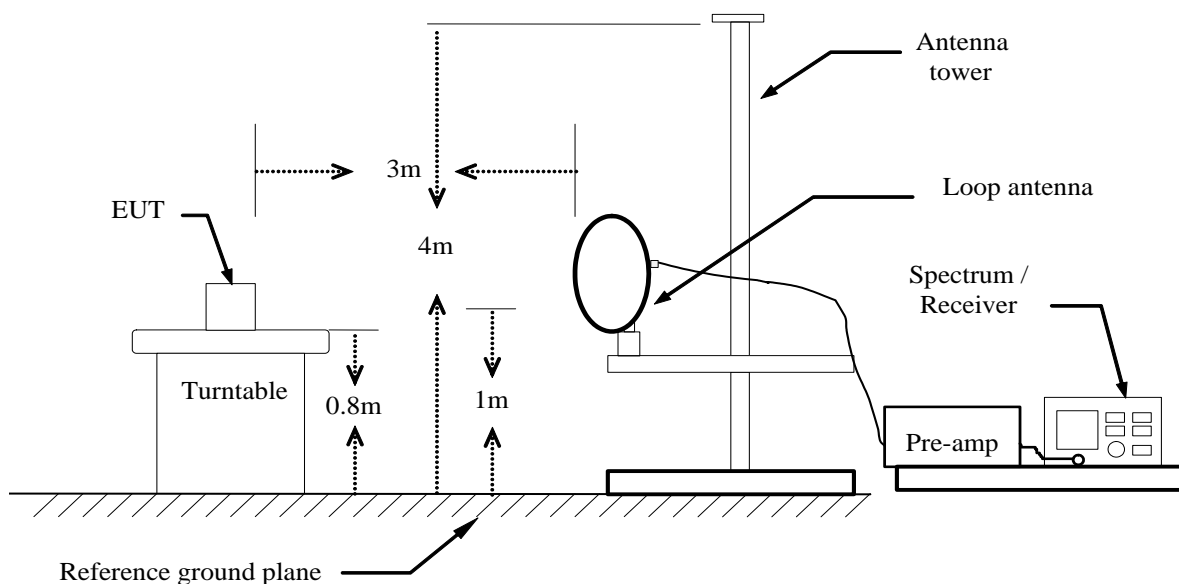 Antenna
tower
3m
Loop antenna
EUT
4m
Spectrum /
Receiver
Turntable
0.8m
1m
Pre-amp
Reference ground plane